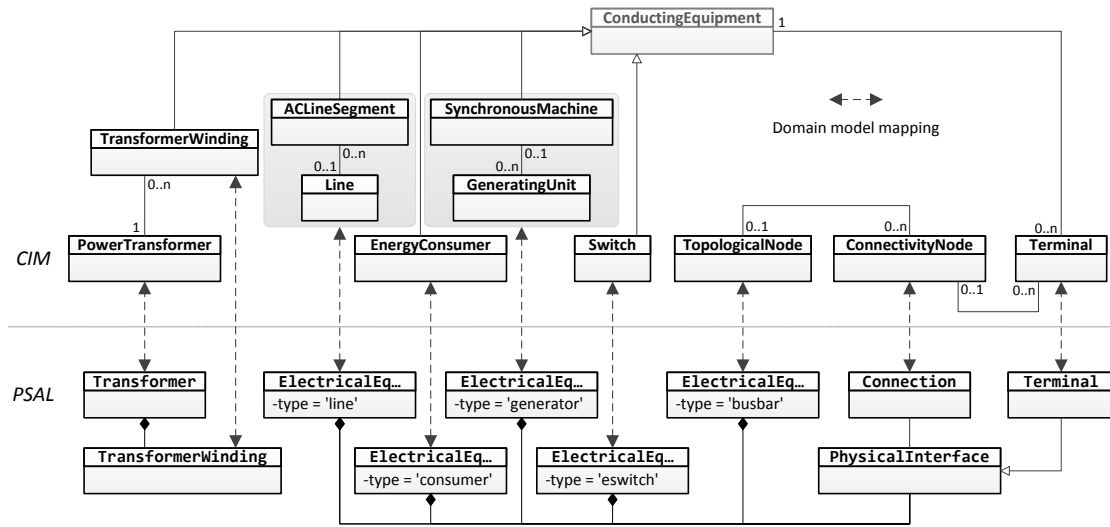 ConductingEquipment
1
ACLineSegment
SynchronousMachine
Domain model mapping
TransformerWinding
0..n
0..1
0..1
0..n
Line
GeneratingUnit
0..n
1
0..1
0..n
0..n
PowerTransformer
EnergyConsumer
Switch
TopologicalNode
ConnectivityNode
Terminal
CIM
0..1
0..n
PSAL
Transformer
ElectricalEq…
-type = 'line'
ElectricalEq…
-type = 'generator'
ElectricalEq…
-type = 'busbar'
Connection
Terminal
TransformerWinding
ElectricalEq…
-type = 'consumer'
ElectricalEq…
-type = 'eswitch'
PhysicalInterface